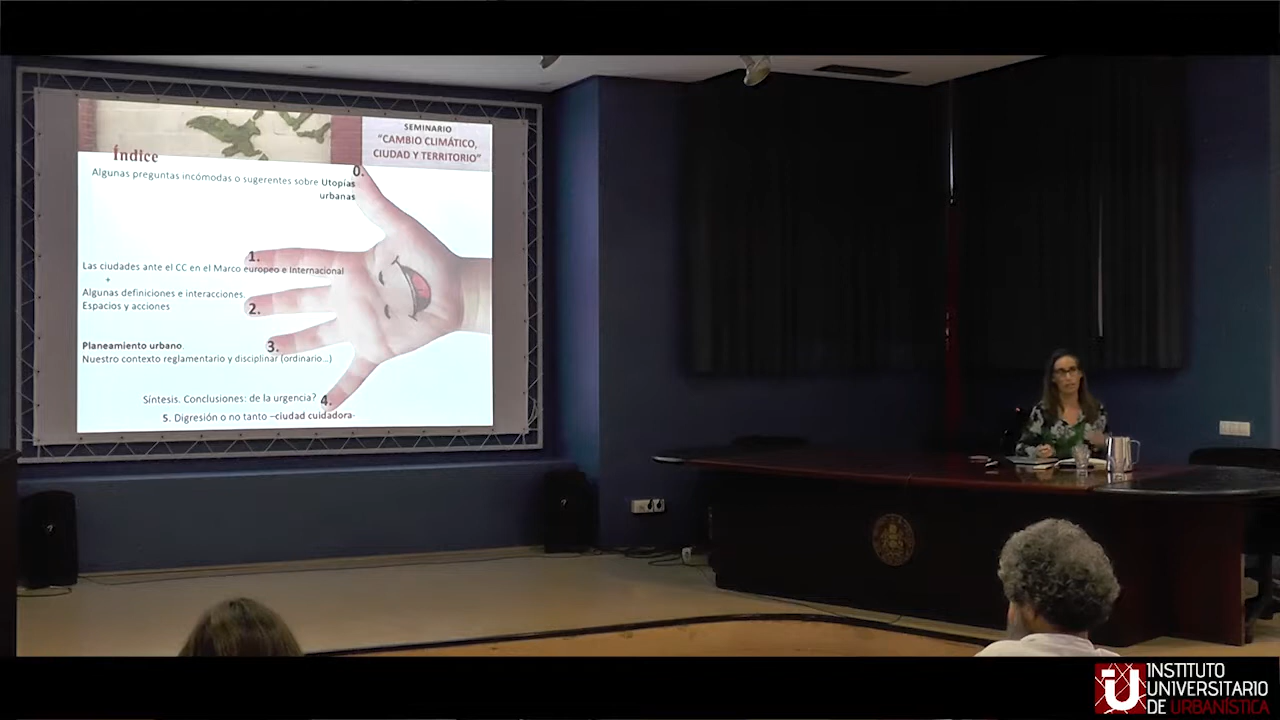 SEMINARIO
"CAMBIO CLIMÁTICO,
CIUDAD Y TERRITORIO"
Índice
0.
Algunas preguntas incómodas o sugerentes sobre Utopías
urbanas
1.
Las ciudades ante el CC en el Marco europeo e Internacional
+
Algunas definiciones e interacciones.
Espacios y acciones
2.
Planeamiento urbano.
3.
Nuestro contexto reglamentario y disciplinar (ordinario...)
Síntesis. Conclusiones: de la urgencia? 4.
5. Digresión o no tanto –ciudad cuidadora-
IU
INSTITUTO
UNIVERSITARIO
DE URBANÍSTICA